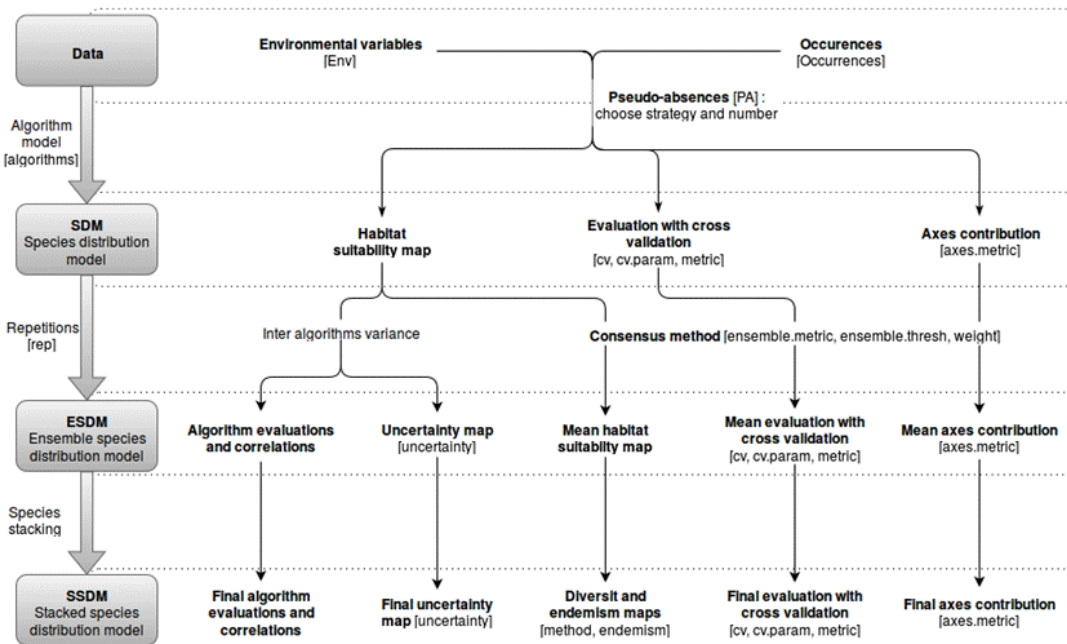 Data
Environmental variables
[Env]
Occurences
[Occurrences]
Pseudo-absences [PA] :
choose strategy and number
Algorithm
model
[algorithms]
SDM
Species distribution
model
Habitat
suitability map
Evaluation with cross
validation
[cv, cv.param, metric]
Axes contribution
[axes.metric]
Repetitions
[rep]
Inter algorithms variance
Consensus method [ensemble.metric, ensemble.thresh, weight]
ESDM
Ensemble species
distribution model
Algorithm evaluations
and correlations
Uncertainty map
[uncertainty]
Mean habitat
suitabilty map
Mean evaluation with
cross validation
[cv, cv.param, metric]
Mean axes contribution
[axes.metric]
Species
stacking
SSDM
Stacked species
distribution model
Final algorithm
evaluations and
correlations
Final uncertainty
map [uncertainty]
Diversit and
endemism maps
[method, endemism]
Final evaluation with
cross validation
[cv, cv.param, metric]
Final axes contribution
[axes.metric]